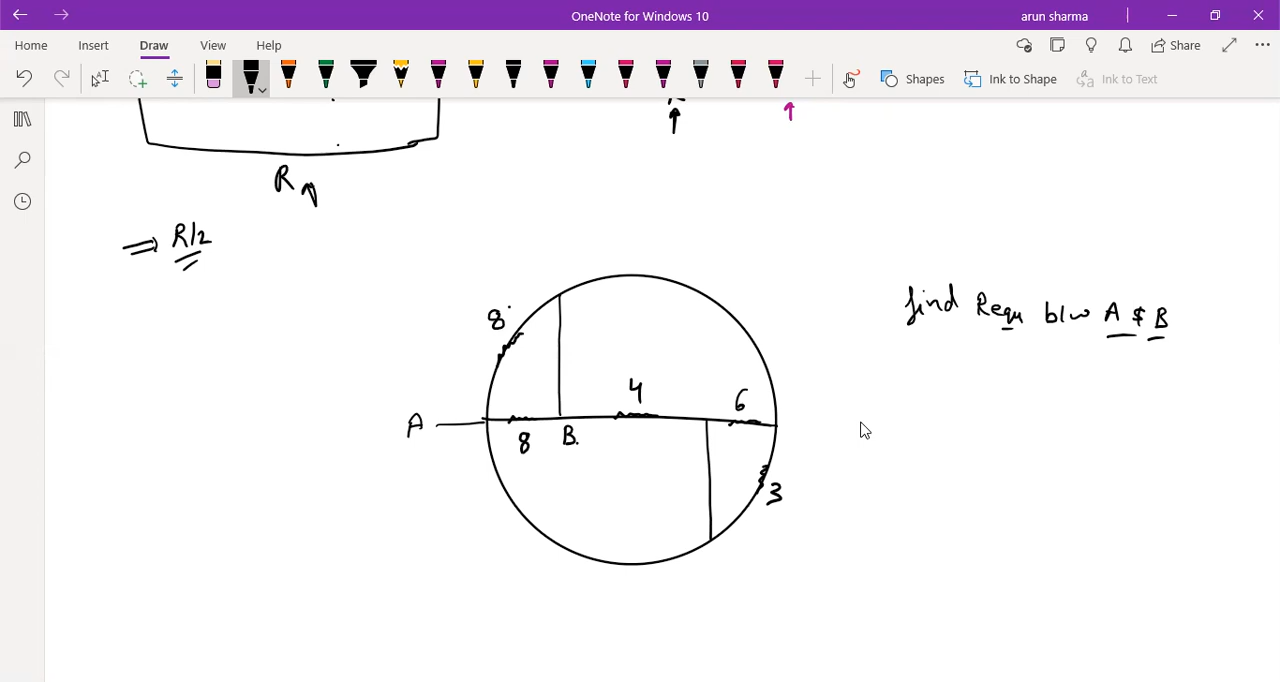 OneNote for Windows 10
arun sharma
Home Insert Draw View Help
Share
Shapes Ink to Shape Ink to Text
R
⇒ R/2
find Requ b/w A & B
8
4
6
A
8
B.
3